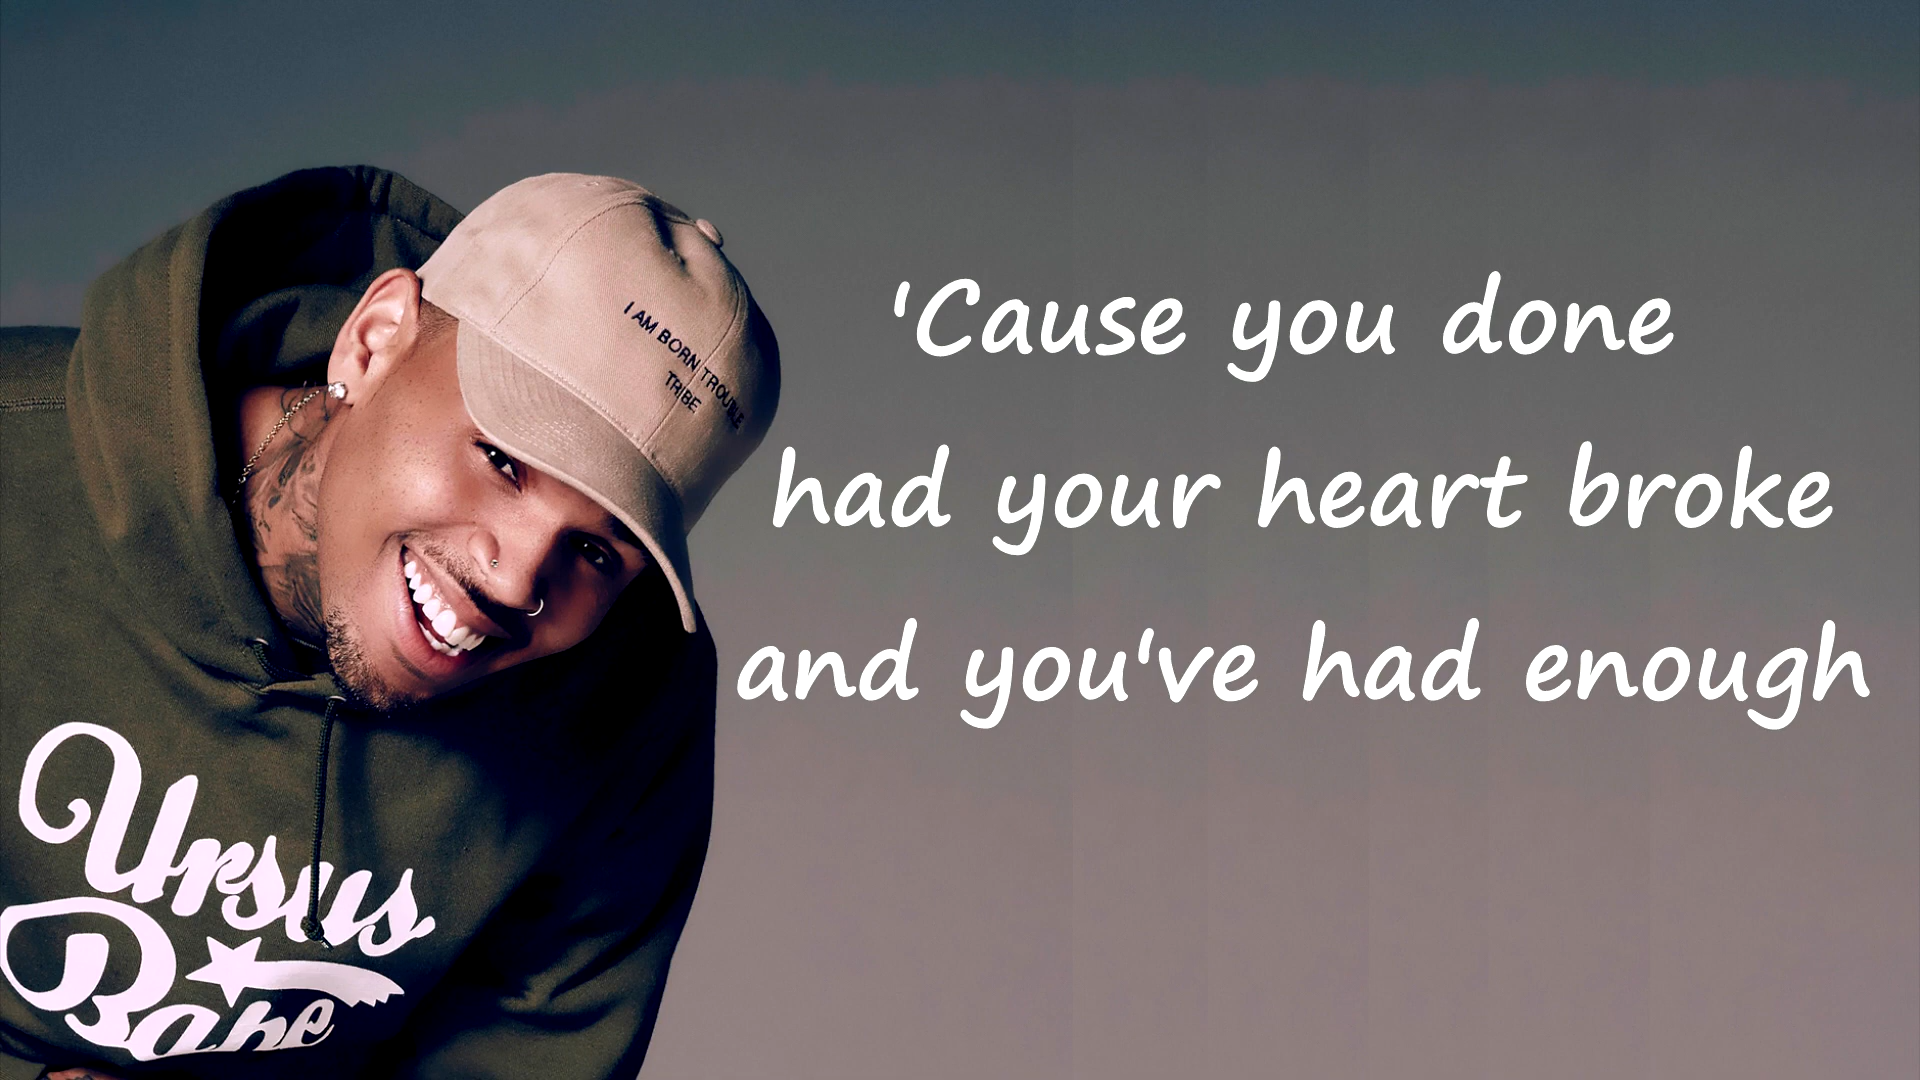 I AM BORN TROUBLE
TRIBE
'Cause you done
had your heart broke
and you've had enough
Ursus
Bape